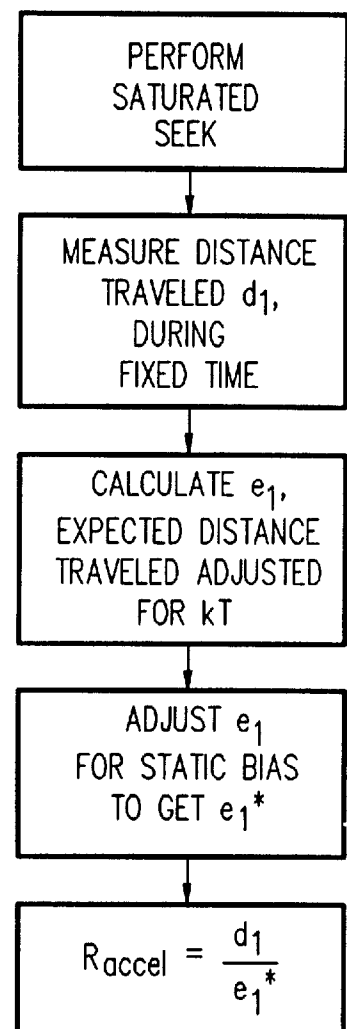 PERFORM
SATURATED
SEEK
MEASURE DISTANCE
TRAVELED d1,
DURING
FIXED TIME
CALCULATE e1,
EXPECTED DISTANCE
TRAVELED ADJUSTED
FOR kT
ADJUST e1
FOR STATIC BIAS
TO GET e1*
Raccel = d1 / e1*